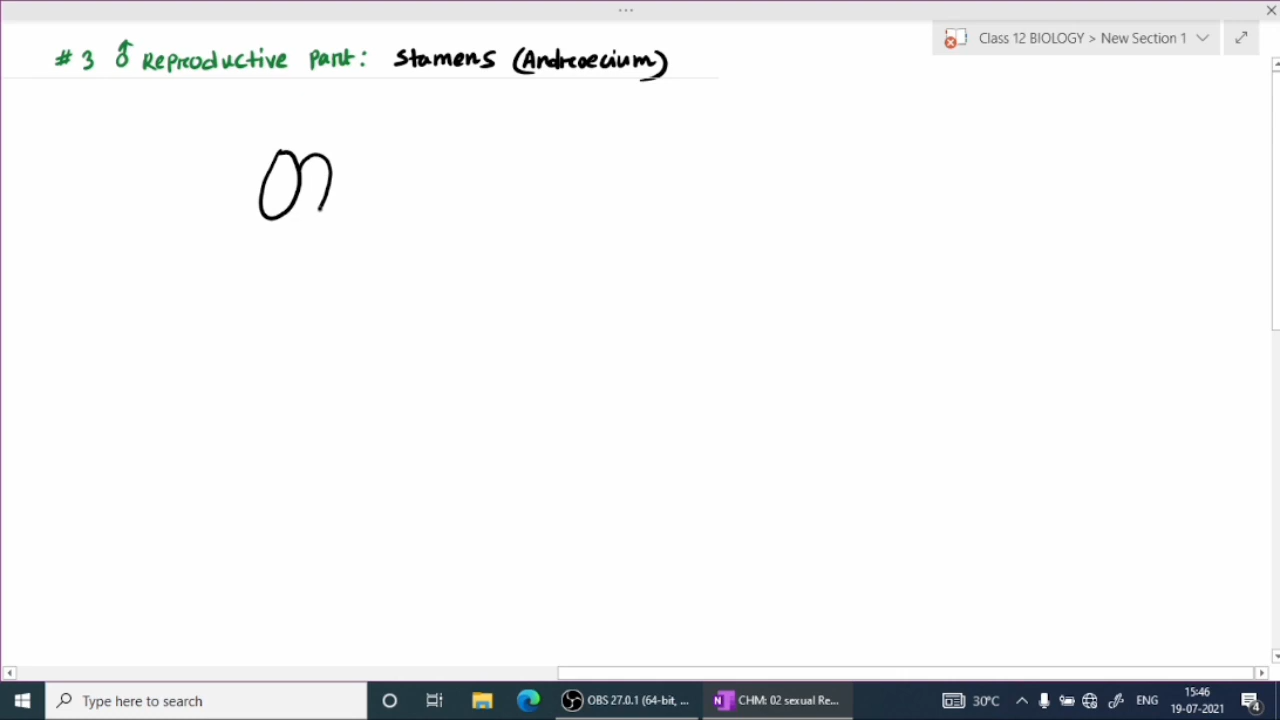 Class 12 BIOLOGY > New Section 1
# 3 ♂ Reproductive part: Stamens (Androecium)
Type here to search
OBS 27.0.1 (64-bit, ...
CHM: 02 sexual Re...
30°C
ENG
15:46
19-07-2021
4